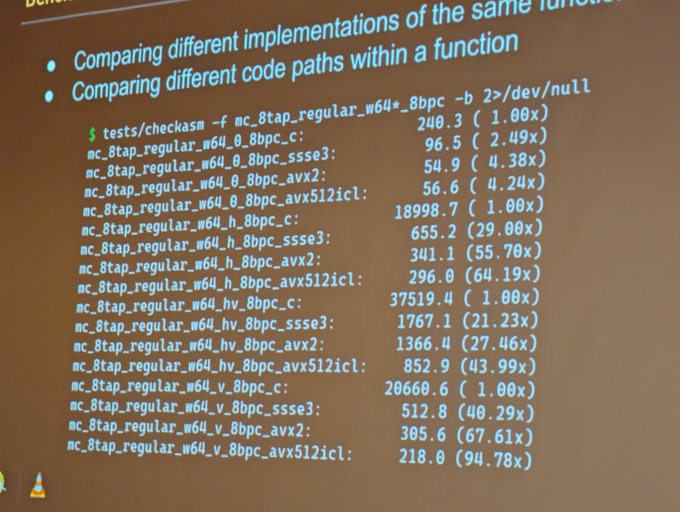 • Comparing different implementations of the same
• Comparing different code paths within a function
$ tests/checkasm -f mc_8tap_regular_w64*_8bpc -b 2>/dev/null
mc_8tap_regular_w64_0_8bpc_c: 240.3 ( 1.00x)
mc_8tap_regular_w64_0_8bpc_ssse3: 96.5 ( 2.49x)
mc_8tap_regular_w64_0_8bpc_avx2: 54.9 ( 4.38x)
mc_8tap_regular_w64_0_8bpc_avx512icl: 56.6 ( 4.24x)
mc_8tap_regular_w64_h_8bpc_c: 18998.7 ( 1.00x)
mc_8tap_regular_w64_h_8bpc_ssse3: 655.2 (29.00x)
mc_8tap_regular_w64_h_8bpc_avx2: 341.1 (55.70x)
mc_8tap_regular_w64_h_8bpc_avx512icl: 296.0 (64.19x)
mc_8tap_regular_w64_hv_8bpc_c: 37519.4 ( 1.00x)
mc_8tap_regular_w64_hv_8bpc_ssse3: 1767.1 (21.23x)
mc_8tap_regular_w64_hv_8bpc_avx2: 1366.4 (27.46x)
mc_8tap_regular_w64_hv_8bpc_avx512icl: 852.9 (43.99x)
mc_8tap_regular_w64_v_8bpc_c: 20660.6 ( 1.00x)
mc_8tap_regular_w64_v_8bpc_ssse3: 512.8 (40.29x)
mc_8tap_regular_w64_v_8bpc_avx2: 305.6 (67.61x)
mc_8tap_regular_w64_v_8bpc_avx512icl: 218.0 (94.78x)